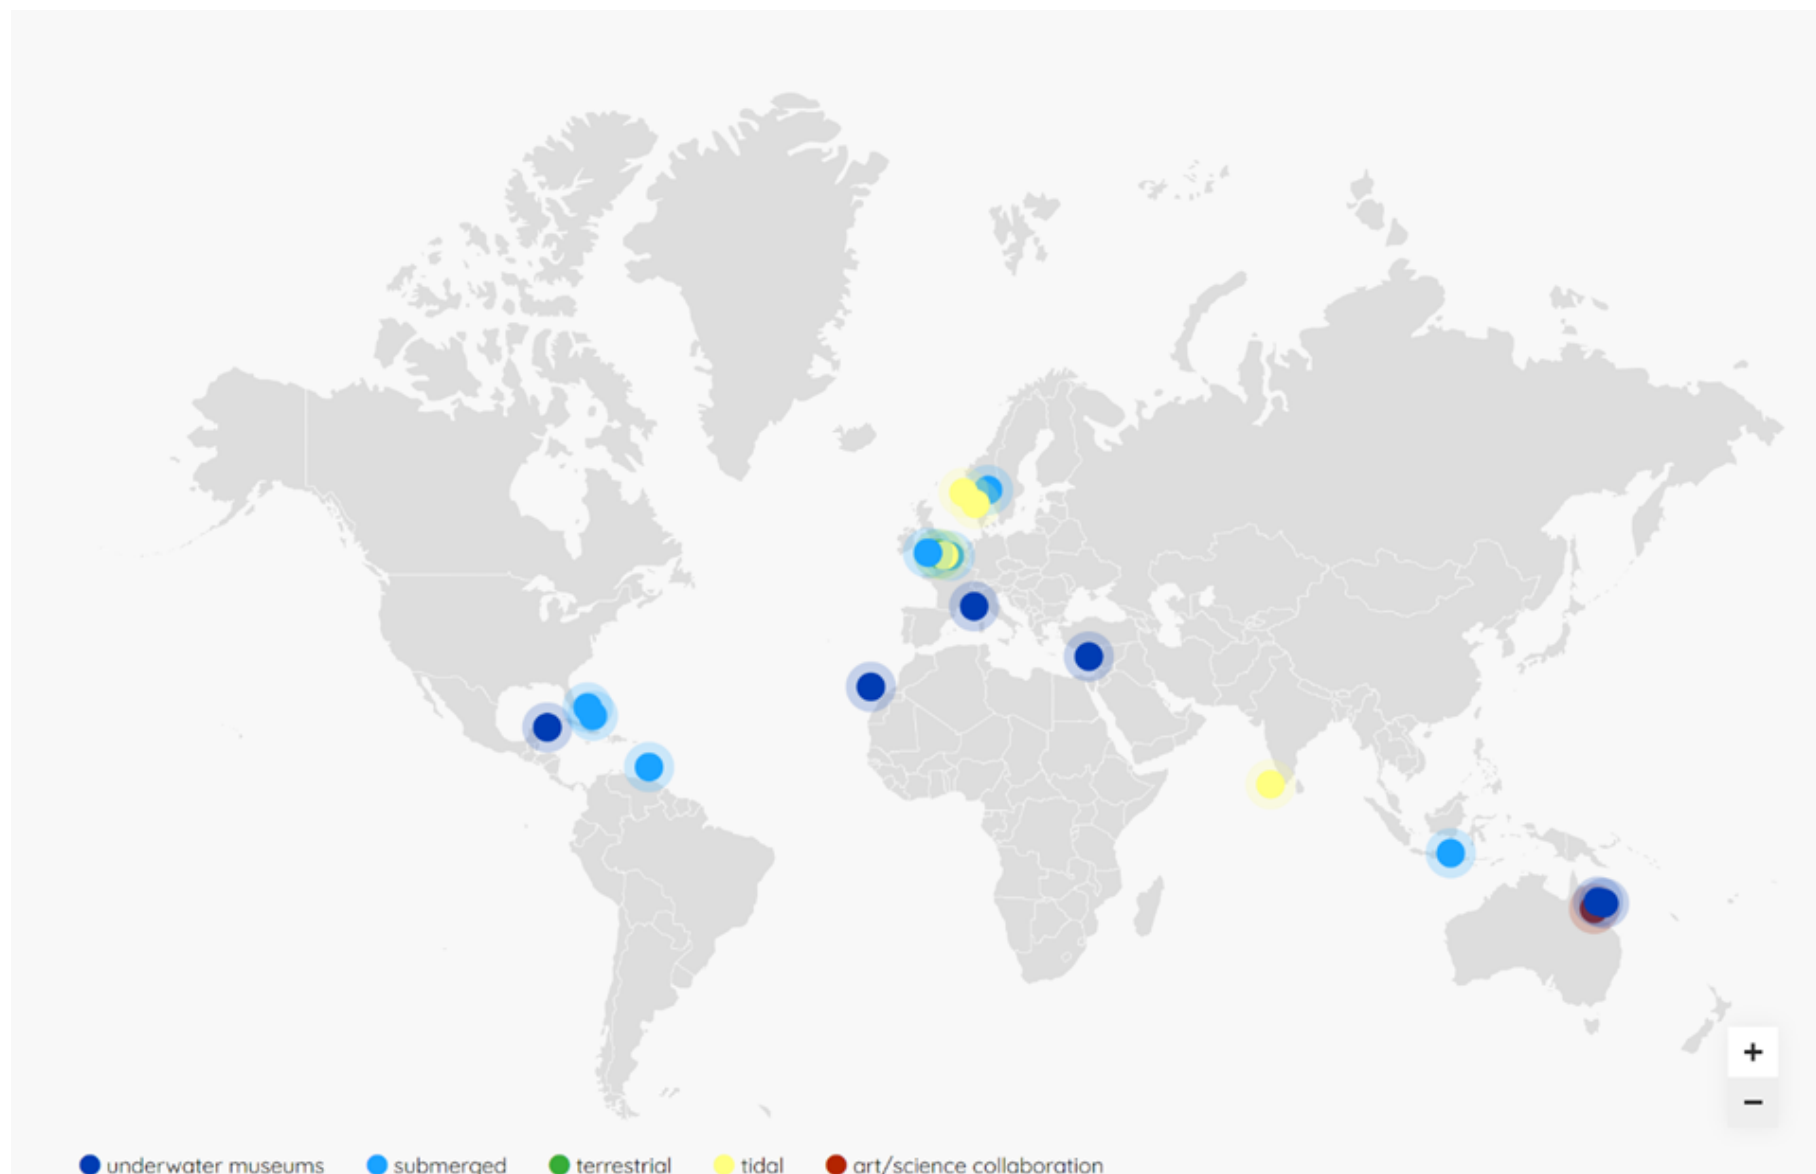 +
−
underwater museums submerged terrestrial tidal art/science collaboration